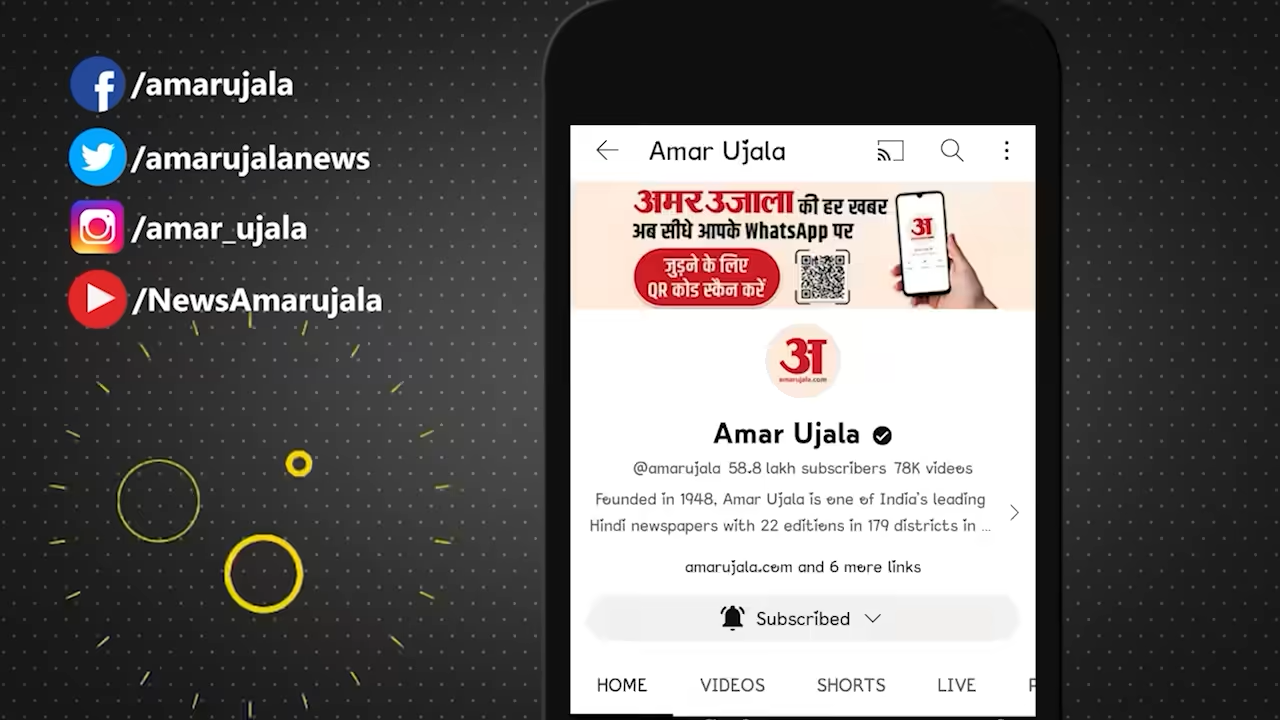 /amarujala
/amarujalanews
/amar_ujala
/NewsAmarujala
Amar Ujala
अमर उजाला की हर खबर
अब सीधे आपके WhatsApp पर
जुड़ने के लिए
QR कोड स्कैन करें
अ
अ
amarujala.com
Amar Ujala
@amarujala 58.8 lakh subscribers 78K videos
Founded in 1948, Amar Ujala is one of India's leading
Hindi newspapers with 22 editions in 179 districts in ...
amarujala.com and 6 more links
Subscribed
HOME VIDEOS SHORTS LIVE